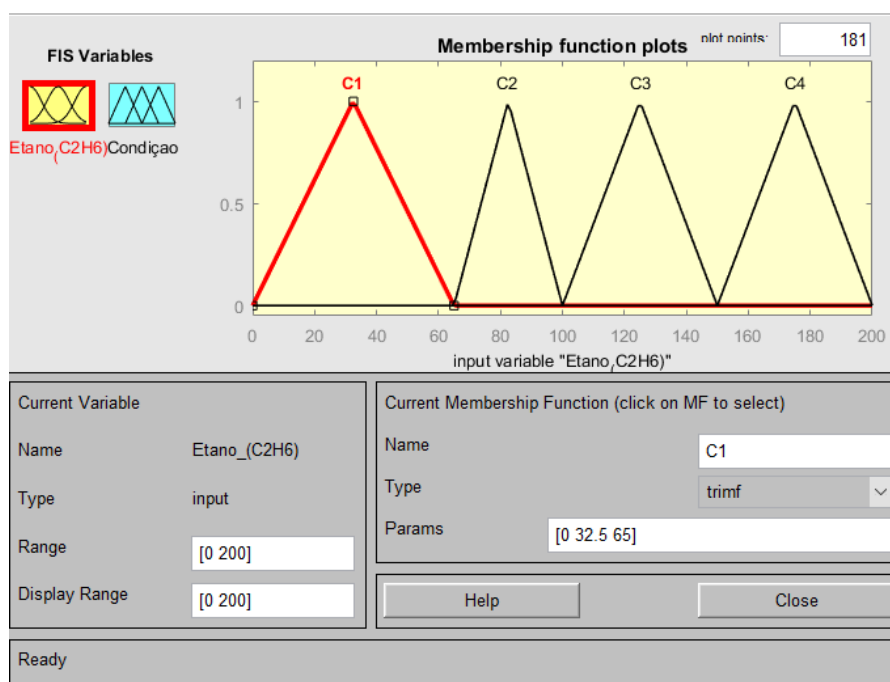 FIS Variables
Etano_(C2H6) Condiçao
Membership function plots
plot points:
181
C1
C2
C3
C4
1
0.5
0
0
20
40
60
80
100
120
140
160
180
200
input variable "Etano_(C2H6)"
Current Variable
Name
Etano_(C2H6)
Type
input
Range
[0 200]
Display Range
[0 200]
Current Membership Function (click on MF to select)
Name
C1
Type
trimf
Params
[0 32.5 65]
Help
Close
Ready